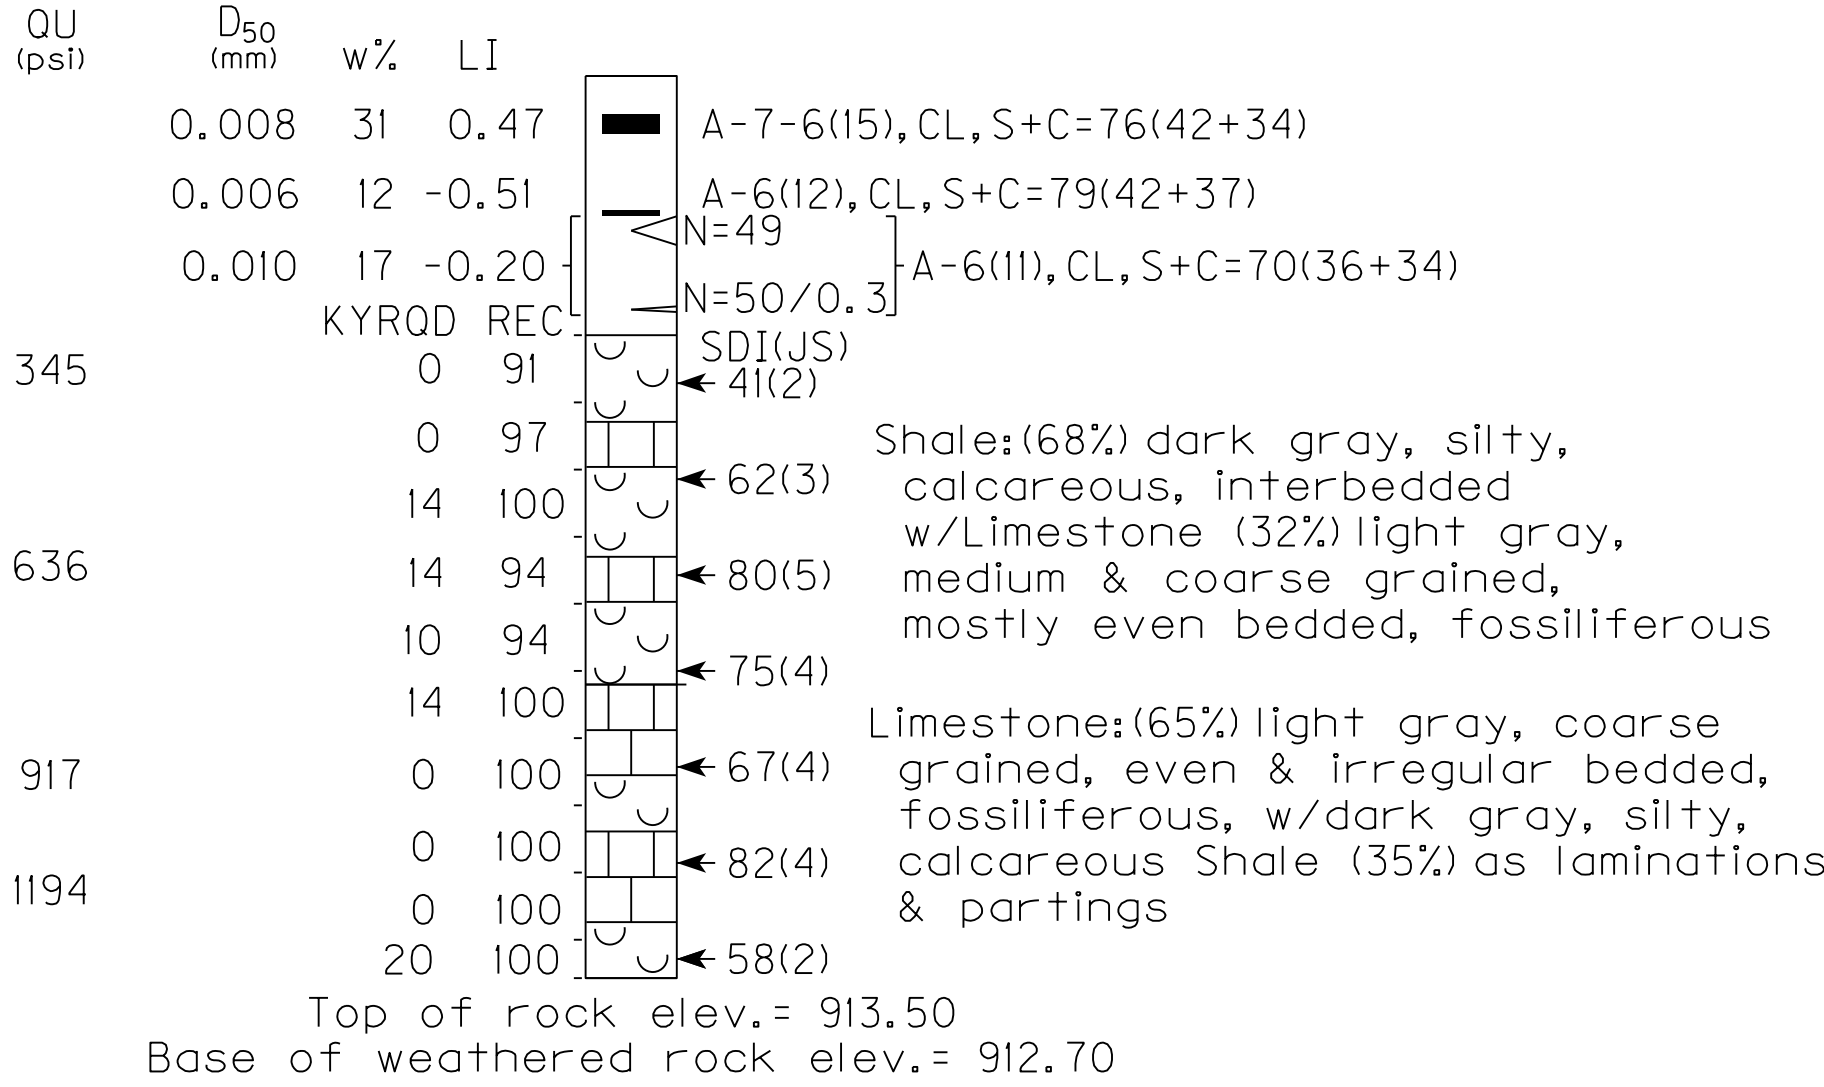 QU D50 w% LI
(psi) (mm)
0.008 31 0.47 A-7-6(15), CL, S+C=76(42+34)
0.006 12 -0.51 A-6(12), CL, S+C=79(42+37)
N=49
0.010 17 -0.20 A-6(11), CL, S+C=70(36+34)
N=50/0.3
KYRQD REC
SDI(JS)
345 0 91 41(2)
0 97 Shale:(68%) dark gray, silty,
62(3) calcareous, interbedded
14 100 w/Limestone (32%) light gray,
636 14 94 80(5) medium & coarse grained,
10 94 mostly even bedded, fossiliferous
75(4)
14 100 Limestone:(65%) light gray, coarse
917 0 100 67(4) grained, even & irregular bedded,
fossiliferous, w/dark gray, silty,
0 100 82(4) calcareous Shale (35%) as laminations
1194 0 100 & partings
20 100 58(2)
Top of rock elev.= 913.50
Base of weathered rock elev.= 912.70